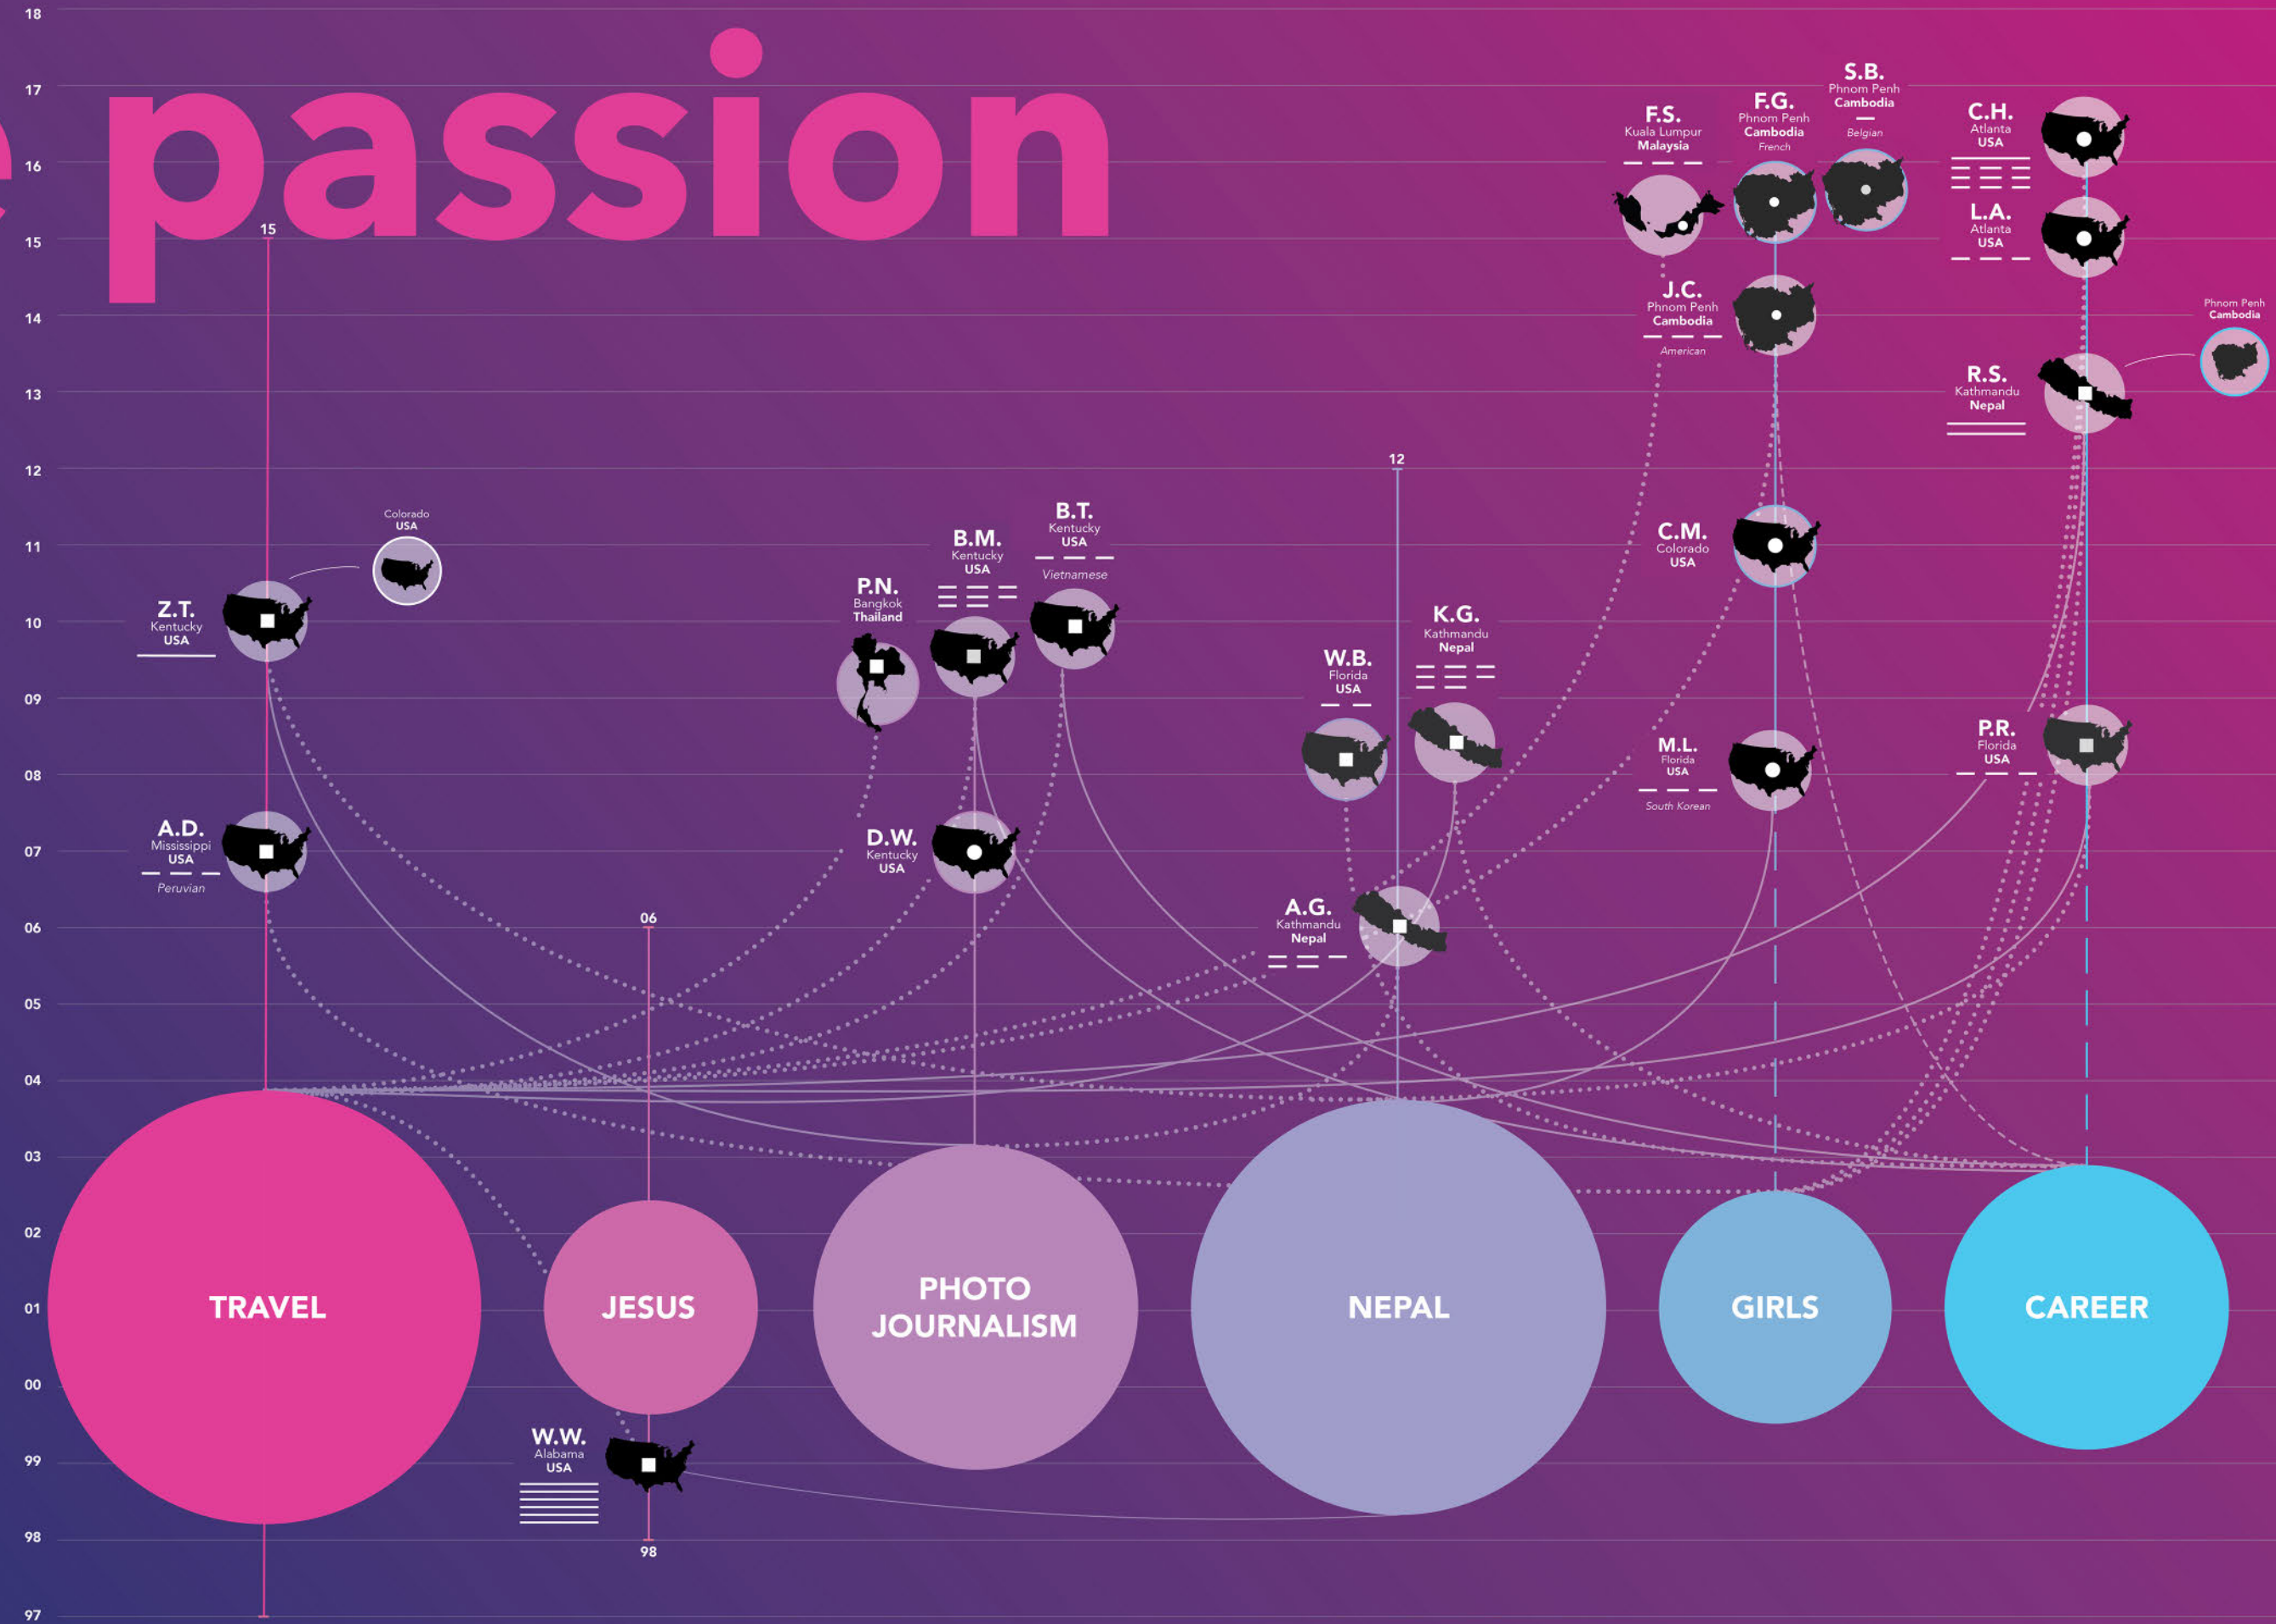 e passion
18
17
16
15
14
13
12
11
10
09
08
07
06
05
04
03
02
01
00
99
98
97
15
Z.T.
Kentucky
USA
Colorado
USA
A.D.
Mississippi
USA
Peruvian
06
W.W.
Alabama
USA
98
P.N.
Bangkok
Thailand
B.M.
Kentucky
USA
B.T.
Kentucky
USA
Vietnamese
D.W.
Kentucky
USA
12
W.B.
Florida
USA
K.G.
Kathmandu
Nepal
A.G.
Kathmandu
Nepal
F.S.
Kuala Lumpur
Malaysia
F.G.
Phnom Penh
Cambodia
French
S.B.
Phnom Penh
Cambodia
Belgian
J.C.
Phnom Penh
Cambodia
American
C.M.
Colorado
USA
M.L.
Florida
USA
South Korean
C.H.
Atlanta
USA
L.A.
Atlanta
USA
R.S.
Kathmandu
Nepal
Phnom Penh
Cambodia
P.R.
Florida
USA
TRAVEL
JESUS
PHOTO
JOURNALISM
NEPAL
GIRLS
CAREER